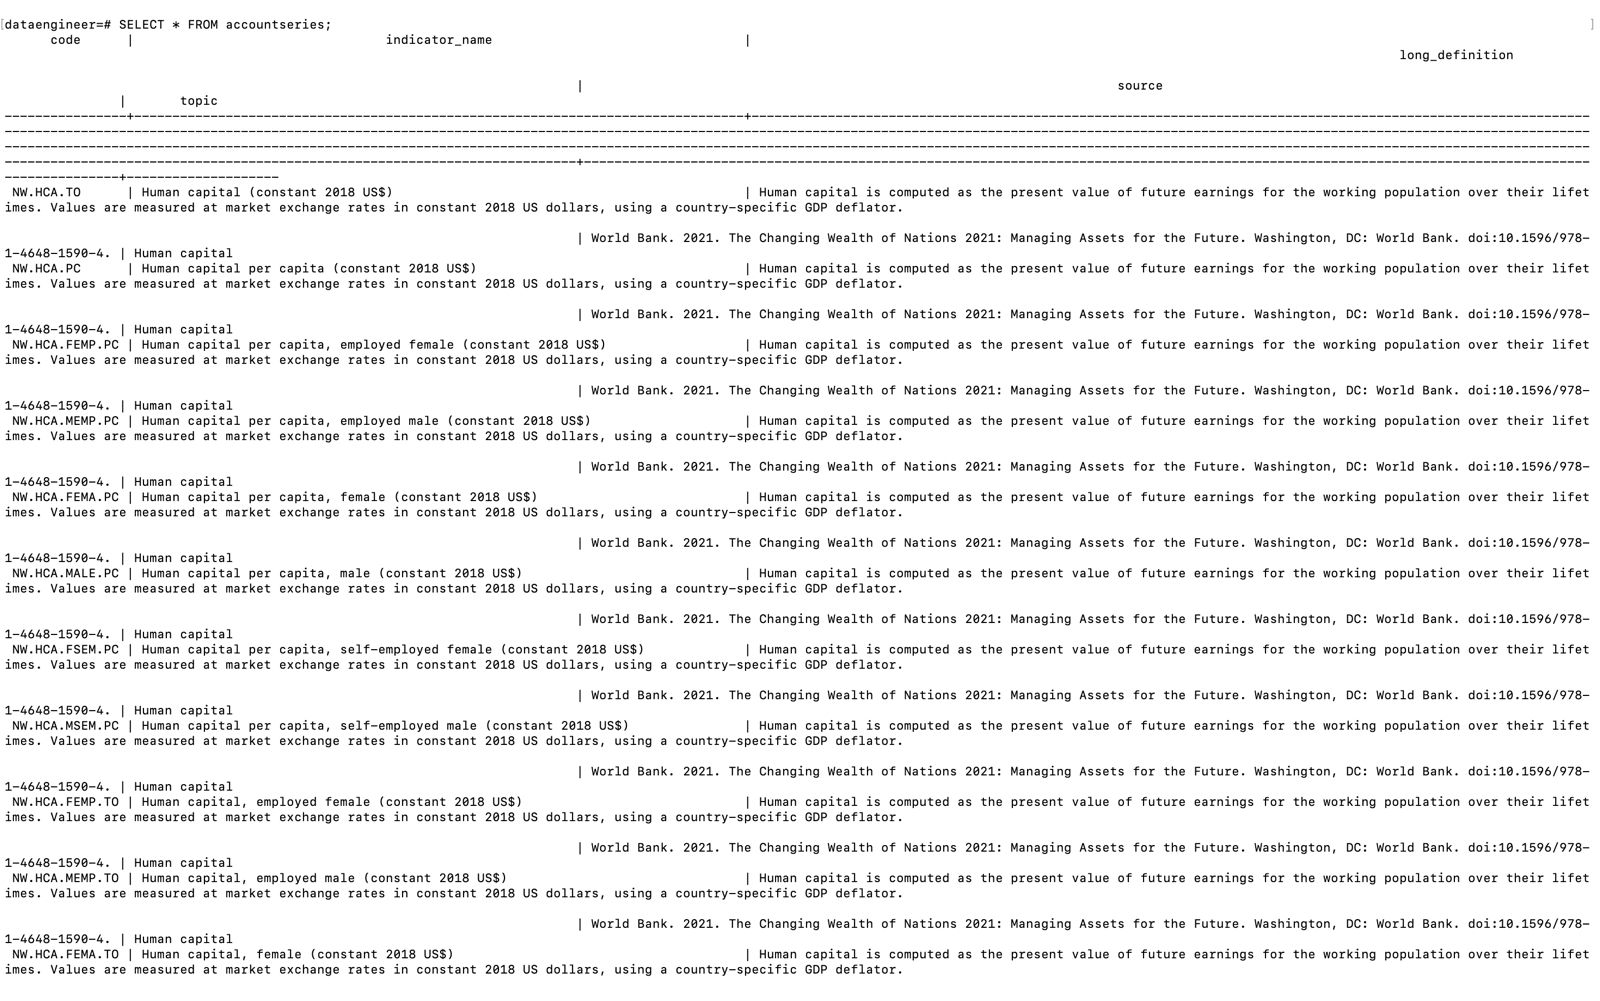 [dataengineer=# SELECT * FROM accountseries; ]
code | indicator_name |
long_definition
| source
| topic
----------------+---------------------------------------------------------------------------------+--------------------------------------------------------------------------------------------------------------
----------------------------------------------------------------------------------------------------------------------------------------------------------------------------------------------------------------
----------------------------------------------------------------------------------------------------------------------------------------------------------------------------------------------------------------
---------------------------------------------------------------------------+------------------------------------------------------------------------------------------------------------------------------------
---------------+--------------------
NW.HCA.TO | Human capital (constant 2018 US$) | Human capital is computed as the present value of future earnings for the working population over their lifet
imes. Values are measured at market exchange rates in constant 2018 US dollars, using a country-specific GDP deflator.
| World Bank. 2021. The Changing Wealth of Nations 2021: Managing Assets for the Future. Washington, DC: World Bank. doi:10.1596/978-
1-4648-1590-4. | Human capital
NW.HCA.PC | Human capital per capita (constant 2018 US$) | Human capital is computed as the present value of future earnings for the working population over their lifet
imes. Values are measured at market exchange rates in constant 2018 US dollars, using a country-specific GDP deflator.
| World Bank. 2021. The Changing Wealth of Nations 2021: Managing Assets for the Future. Washington, DC: World Bank. doi:10.1596/978-
1-4648-1590-4. | Human capital
NW.HCA.FEMP.PC | Human capital per capita, employed female (constant 2018 US$) | Human capital is computed as the present value of future earnings for the working population over their lifet
imes. Values are measured at market exchange rates in constant 2018 US dollars, using a country-specific GDP deflator.
| World Bank. 2021. The Changing Wealth of Nations 2021: Managing Assets for the Future. Washington, DC: World Bank. doi:10.1596/978-
1-4648-1590-4. | Human capital
NW.HCA.MEMP.PC | Human capital per capita, employed male (constant 2018 US$) | Human capital is computed as the present value of future earnings for the working population over their lifet
imes. Values are measured at market exchange rates in constant 2018 US dollars, using a country-specific GDP deflator.
| World Bank. 2021. The Changing Wealth of Nations 2021: Managing Assets for the Future. Washington, DC: World Bank. doi:10.1596/978-
1-4648-1590-4. | Human capital
NW.HCA.FEMA.PC | Human capital per capita, female (constant 2018 US$) | Human capital is computed as the present value of future earnings for the working population over their lifet
imes. Values are measured at market exchange rates in constant 2018 US dollars, using a country-specific GDP deflator.
| World Bank. 2021. The Changing Wealth of Nations 2021: Managing Assets for the Future. Washington, DC: World Bank. doi:10.1596/978-
1-4648-1590-4. | Human capital
NW.HCA.MALE.PC | Human capital per capita, male (constant 2018 US$) | Human capital is computed as the present value of future earnings for the working population over their lifet
imes. Values are measured at market exchange rates in constant 2018 US dollars, using a country-specific GDP deflator.
| World Bank. 2021. The Changing Wealth of Nations 2021: Managing Assets for the Future. Washington, DC: World Bank. doi:10.1596/978-
1-4648-1590-4. | Human capital
NW.HCA.FSEM.PC | Human capital per capita, self-employed female (constant 2018 US$) | Human capital is computed as the present value of future earnings for the working population over their lifet
imes. Values are measured at market exchange rates in constant 2018 US dollars, using a country-specific GDP deflator.
| World Bank. 2021. The Changing Wealth of Nations 2021: Managing Assets for the Future. Washington, DC: World Bank. doi:10.1596/978-
1-4648-1590-4. | Human capital
NW.HCA.MSEM.PC | Human capital per capita, self-employed male (constant 2018 US$) | Human capital is computed as the present value of future earnings for the working population over their lifet
imes. Values are measured at market exchange rates in constant 2018 US dollars, using a country-specific GDP deflator.
| World Bank. 2021. The Changing Wealth of Nations 2021: Managing Assets for the Future. Washington, DC: World Bank. doi:10.1596/978-
1-4648-1590-4. | Human capital
NW.HCA.FEMP.TO | Human capital, employed female (constant 2018 US$) | Human capital is computed as the present value of future earnings for the working population over their lifet
imes. Values are measured at market exchange rates in constant 2018 US dollars, using a country-specific GDP deflator.
| World Bank. 2021. The Changing Wealth of Nations 2021: Managing Assets for the Future. Washington, DC: World Bank. doi:10.1596/978-
1-4648-1590-4. | Human capital
NW.HCA.MEMP.TO | Human capital, employed male (constant 2018 US$) | Human capital is computed as the present value of future earnings for the working population over their lifet
imes. Values are measured at market exchange rates in constant 2018 US dollars, using a country-specific GDP deflator.
| World Bank. 2021. The Changing Wealth of Nations 2021: Managing Assets for the Future. Washington, DC: World Bank. doi:10.1596/978-
1-4648-1590-4. | Human capital
NW.HCA.FEMA.TO | Human capital, female (constant 2018 US$) | Human capital is computed as the present value of future earnings for the working population over their lifet
imes. Values are measured at market exchange rates in constant 2018 US dollars, using a country-specific GDP deflator.